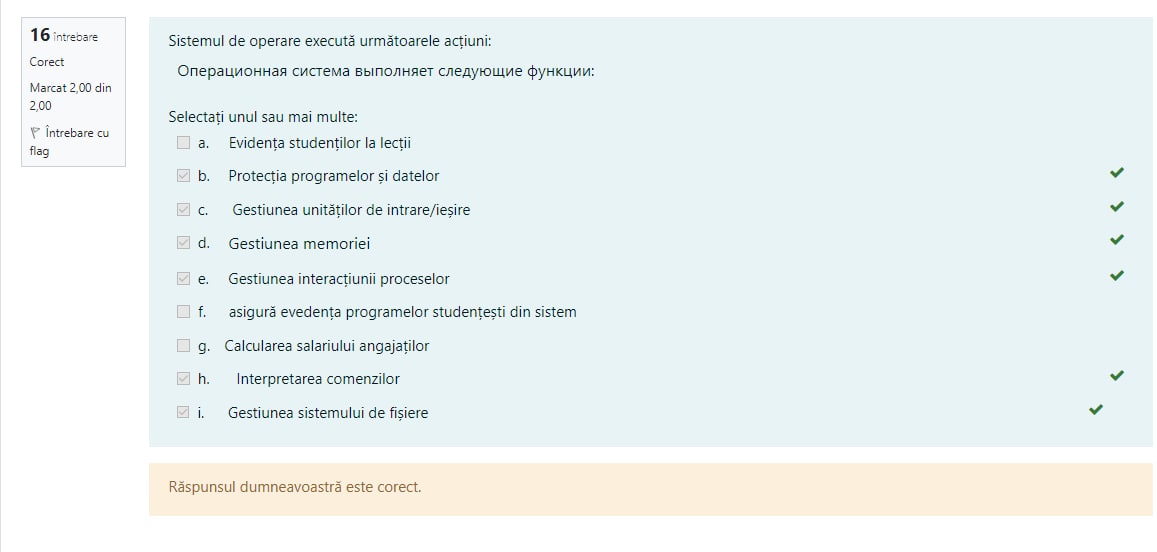 16 Întrebare
Corect
Marcat 2,00 din
2,00
Întrebare cu
flag
Sistemul de operare execută următoarele acțiuni:
Операционная система выполняет следующие функции:
Selectați unul sau mai multe:
a. Evidența studenților la lecții
b. Protecția programelor și datelor
c. Gestiunea unităților de intrare/ieșire
d. Gestiunea memoriei
e. Gestiunea interacțiunii proceselor
f. asigură evedența programelor studențești din sistem
g. Calcularea salariului angajaților
h. Interpretarea comenzilor
i. Gestiunea sistemului de fișiere
Răspunsul dumneavoastră este corect.